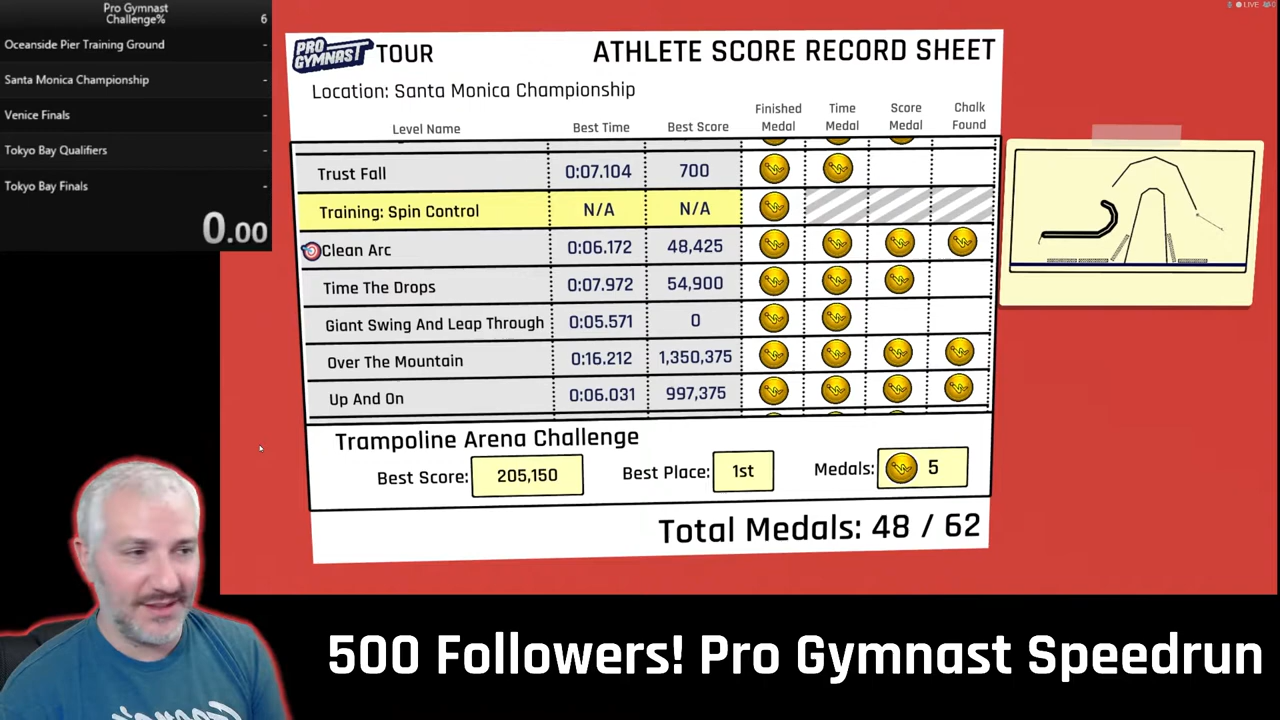 Pro Gymnast
Challenge% 6
Oceanside Pier Training Ground -
Santa Monica Championship -
Venice Finals -
Tokyo Bay Qualifiers -
Tokyo Bay Finals -
0.00
LIVE
PRO GYMNAST TOUR
ATHLETE SCORE RECORD SHEET
Location: Santa Monica Championship
Level Name Best Time Best Score Finished Medal Time Medal Score Medal Chalk Found
Trust Fall 0:07.104 700
Training: Spin Control N/A N/A
Clean Arc 0:06.172 48,425
Time The Drops 0:07.972 54,900
Giant Swing And Leap Through 0:05.571 0
Over The Mountain 0:16.212 1,350,375
Up And On 0:06.031 997,375
Trampoline Arena Challenge
Best Score: 205,150 Best Place: 1st Medals: 5
Total Medals: 48 / 62
500 Followers! Pro Gymnast Speedrun